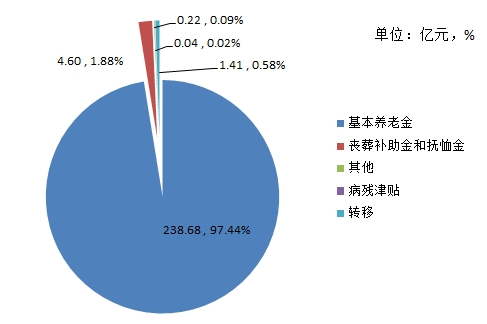 0.22 , 0.09%
单位：亿元，%
0.04 , 0.02%
4.60 , 1.88%
1.41 , 0.58%
基本养老金
丧葬补助金和抚恤金
其他
病残津贴
转移
238.68 , 97.44%